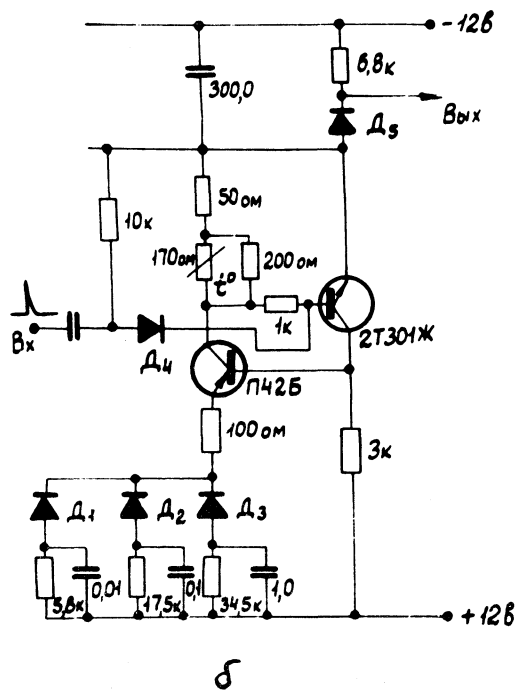 -12в
6,8к
300,0
Вых
Д5
50ом
10к
170ом
200ом
t°
1к
Вх
Д4
2Т301Ж
П42Б
100ом
3к
Д1
Д2
Д3
0,01
0,1
1,0
3,8к
17,5к
34,5к
+12в
б